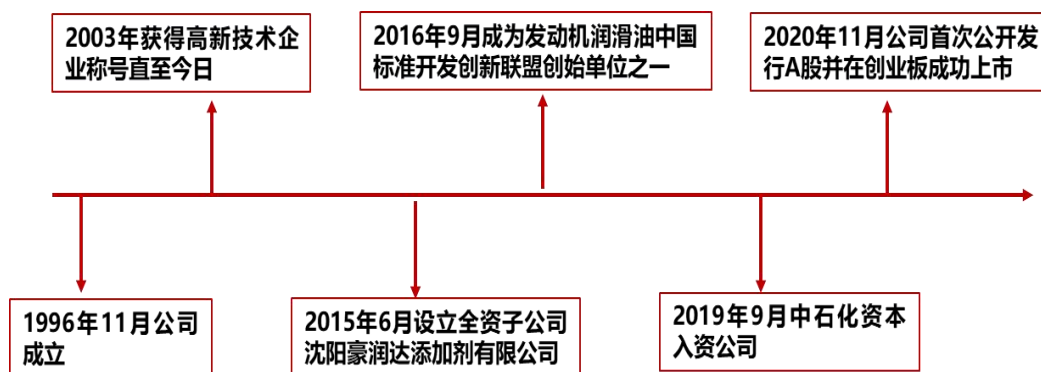 2003年获得高新技术企
业称号直至今日
2016年9月成为发动机润滑油中国
标准开发创新联盟创始单位之一
2020年11月公司首次公开发
行A股并在创业板成功上市
1996年11月公司
成立
2015年6月设立全资子公司
沈阳豪润达添加剂有限公司
2019年9月中石化资本
入资公司